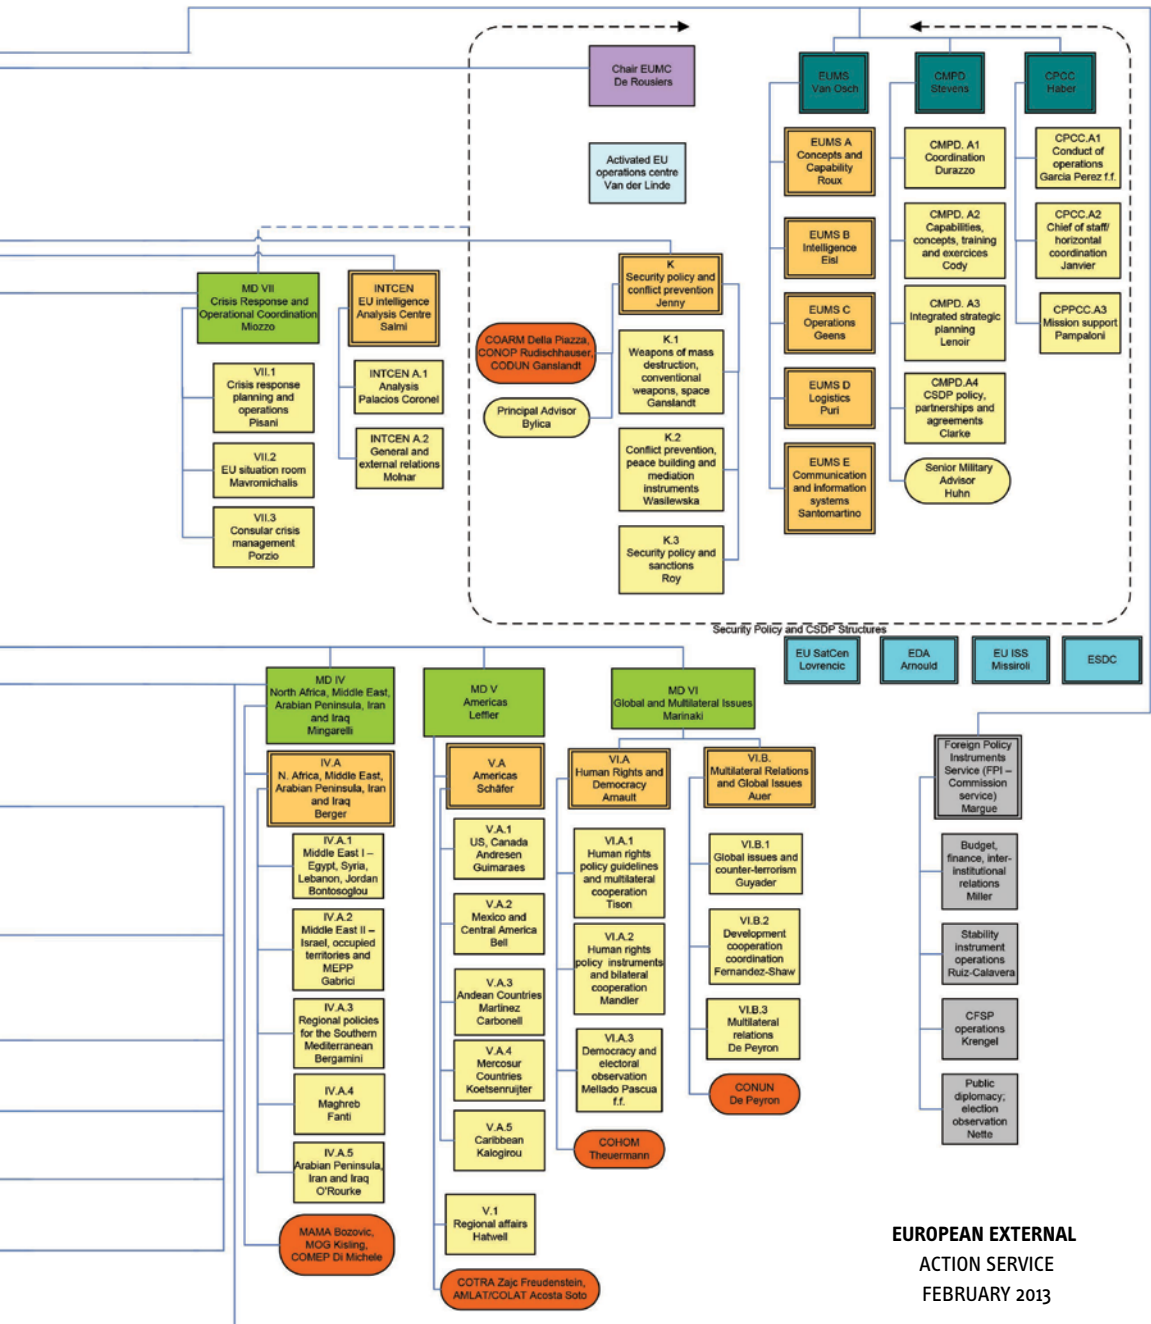 Chair EUMC
De Rousiers
Activated EU
operations centre
Van der Linde
EUMS
Van Osch
CMPD
Stevens
CPCC
Haber
EUMS A
Concepts and
Capability
Roux
EUMS B
Intelligence
Eisl
EUMS C
Operations
Geens
EUMS D
Logistics
Puri
EUMS E
Communication
and information
systems
Santomartino
CMPD. A1
Coordination
Durazzo
CMPD. A2
Capabilities,
concepts, training
and exercices
Cody
CMPD. A3
Integrated strategic
planning
Lenoir
CMPD.A4
CSDP policy,
partnerships and
agreements
Clarke
Senior Military
Advisor
Huhn
CPCC.A1
Conduct of
operations
Garcia Perez f.f.
CPCC.A2
Chief of staff/
horizontal
coordination
Janvier
CPPCC.A3
Mission support
Pampaloni
MD VII
Crisis Response and
Operational Coordination
Miozzo
VII.1
Crisis response
planning and
operations
Pisani
VII.2
EU situation room
Mavromichalis
VII.3
Consular crisis
management
Porzio
INTCEN
EU intelligence
Analysis Centre
Salmi
INTCEN A.1
Analysis
Palacios Coronel
INTCEN A.2
General and
external relations
Molnar
K
Security policy and
conflict prevention
Jenny
COARM Della Piazza,
CONOP Rudischhauser,
CODUN Ganslandt
Principal Advisor
Bylica
K.1
Weapons of mass
destruction,
conventional
weapons, space
Ganslandt
K.2
Conflict prevention,
peace building and
mediation
instruments
Wasilewska
K.3
Security policy and
sanctions
Roy
Security Policy and CSDP Structures
EU SatCen
Lovrencic
EDA
Arnould
EU ISS
Missiroli
ESDC
MD IV
North Africa, Middle East,
Arabian Peninsula, Iran
and Iraq
Mingarelli
IV.A
N. Africa, Middle East,
Arabian Peninsula, Iran
and Iraq
Berger
IV.A.1
Middle East I –
Egypt, Syria,
Lebanon, Jordan
Bontosoglou
IV.A.2
Middle East II –
Israel, occupied
territories and
MEPP
Gabrici
IV.A.3
Regional policies
for the Southern
Mediterranean
Bergamini
IV.A.4
Maghreb
Fanti
IV.A.5
Arabian Peninsula,
Iran and Iraq
O'Rourke
MAMA Bozovic,
MOG Kisling,
COMEP Di Michele
MD V
Americas
Leffler
V.A
Americas
Schäfer
V.A.1
US, Canada
Andresen
Guimaraes
V.A.2
Mexico and
Central America
Bell
V.A.3
Andean Countries
Martinez
Carbonell
V.A.4
Mercosur
Countries
Koetsenruijter
V.A.5
Caribbean
Kalogirou
V.1
Regional affairs
Hatwell
COTRA Zajc Freudenstein,
AMLAT/COLAT Acosta Soto
MD VI
Global and Multilateral Issues
Marinaki
VI.A
Human Rights and
Democracy
Arnault
VI.A.1
Human rights
policy guidelines
and multilateral
cooperation
Tison
VI.A.2
Human rights
policy instruments
and bilateral
cooperation
Mandler
VI.A.3
Democracy and
electoral
observation
Mellado Pascua
f.f.
COHOM
Theuermann
VI.B.
Multilateral Relations
and Global Issues
Auer
VI.B.1
Global issues and
counter-terrorism
Guyader
VI.B.2
Development
cooperation
coordination
Fernandez-Shaw
VI.B.3
Multilateral
relations
De Peyron
CONUN
De Peyron
Foreign Policy
Instruments
Service (FPI –
Commission
service)
Margue
Budget,
finance, inter-
institutional
relations
Miller
Stability
instrument
operations
Ruiz-Calavera
CFSP
operations
Krengel
Public
diplomacy;
election
observation
Nette
EUROPEAN EXTERNAL
ACTION SERVICE
FEBRUARY 2013